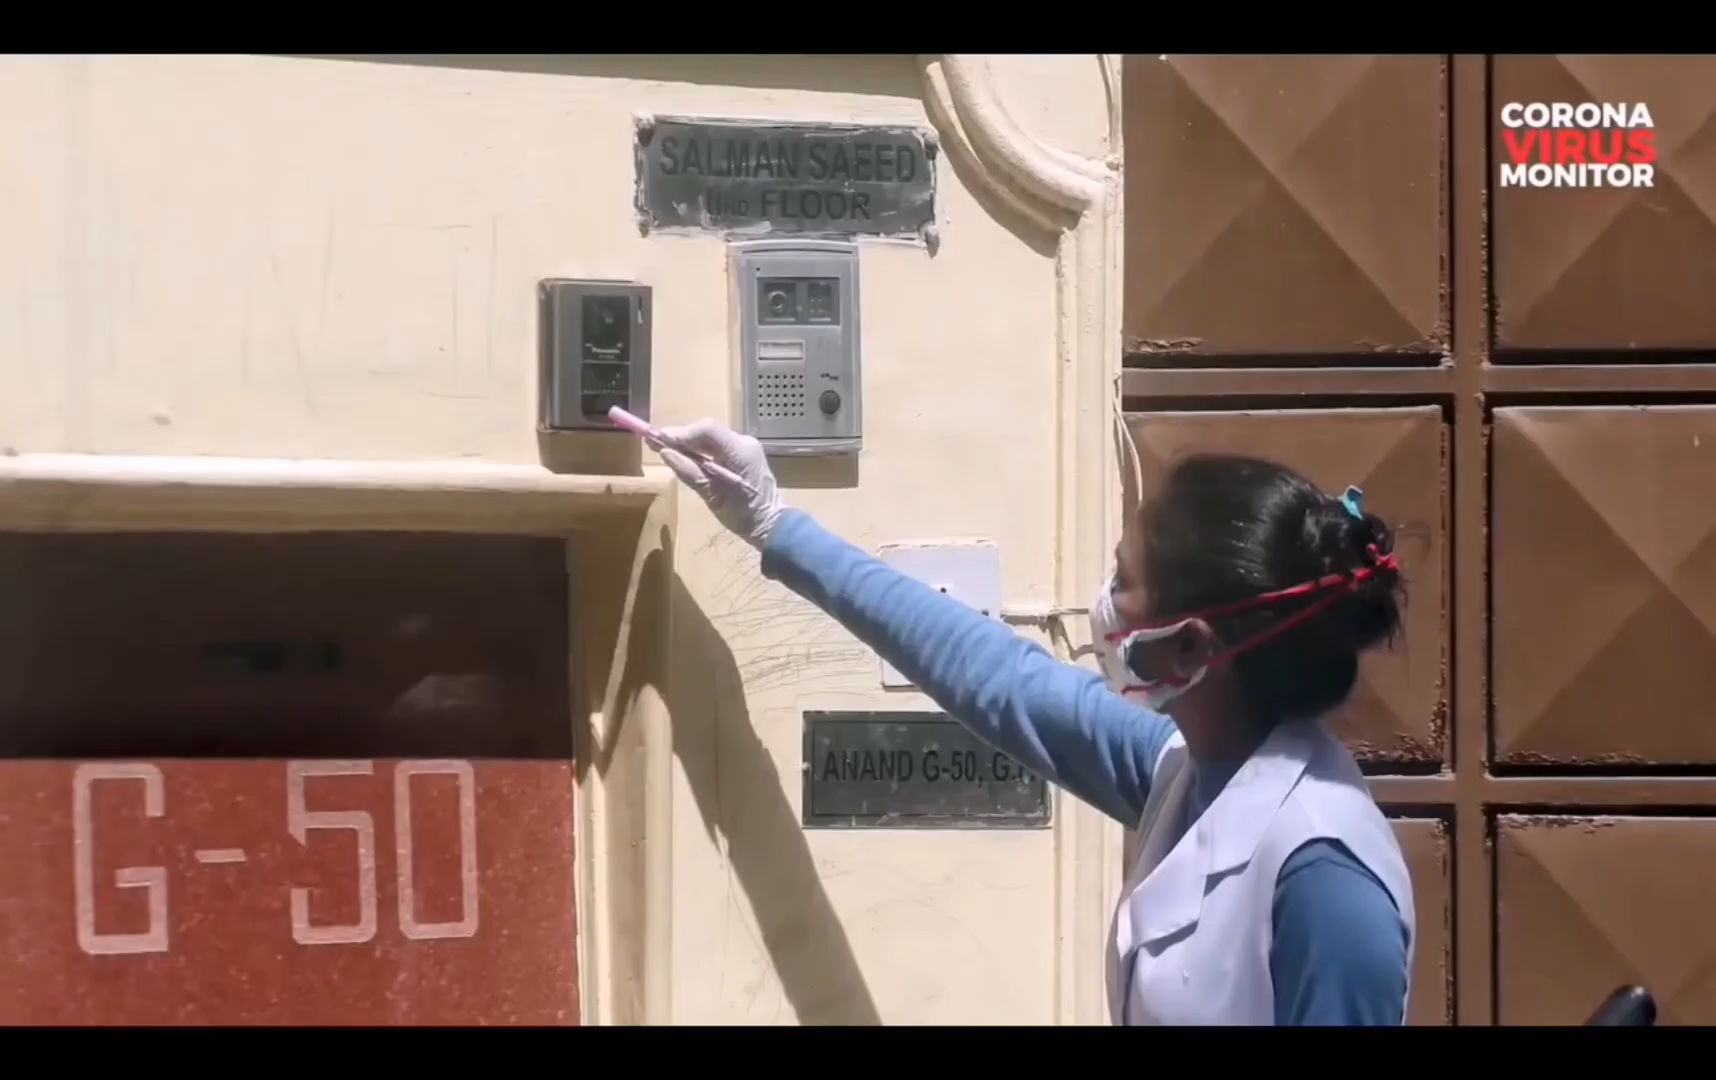 CORONA
VIRUS
MONITOR
SALMAN SAEED
IIND FLOOR
ANAND G-50, G.
G-50